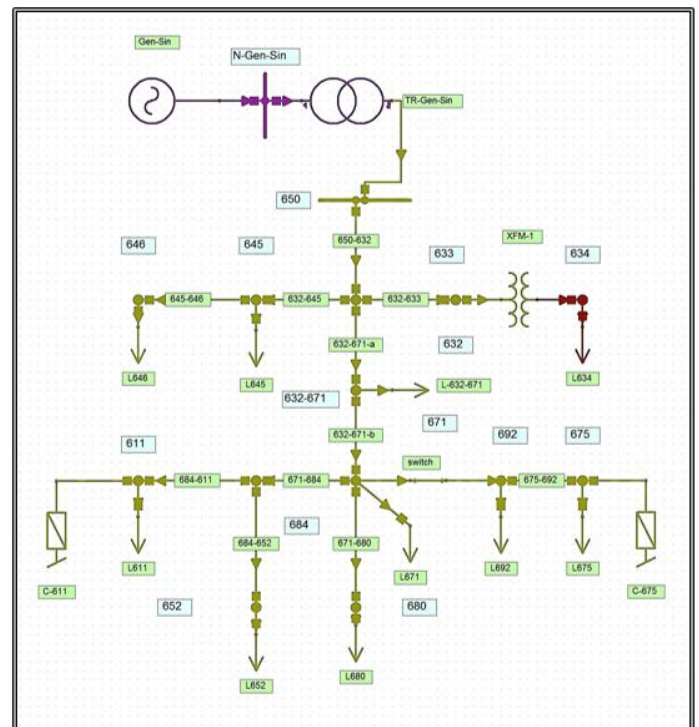 Gen-Sin
N-Gen-Sin
TR-Gen-Sin
650
650-632
XFM-1
646
645
633
634
645-646
632-645
632-633
632-671-a
632
L646
L645
L-632-671
L634
632-671
671
632-671-b
611
692
675
switch
684-611
671-684
675-692
684
684-652
671-680
L611
L671
L692
L675
C-611
C-675
652
680
L652
L680